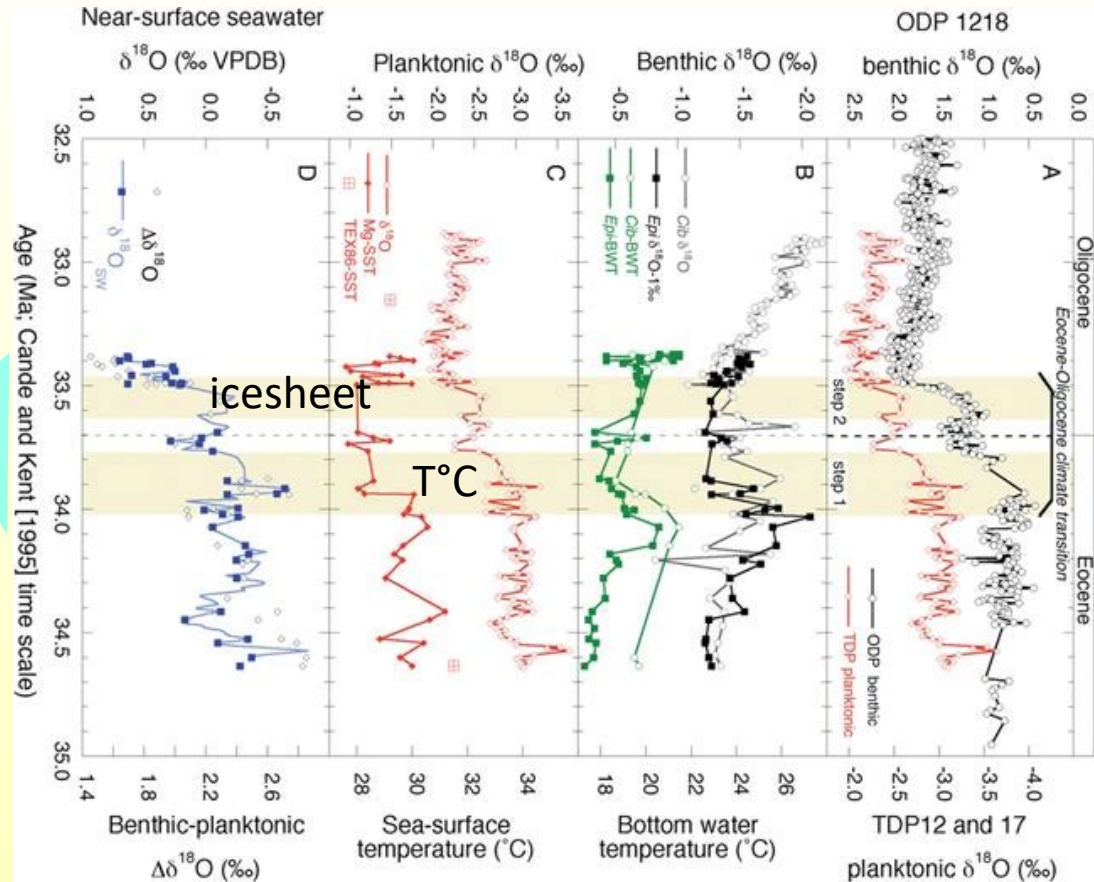 Near-surface seawater
δ18O (‰ VPDB)
1.0
0.5
0.0
-0.5
Planktonic δ18O (‰)
-1.0
-1.5
-2.0
-2.5
-3.0
-3.5
Benthic δ18O (‰)
-0.5
-1.0
-1.5
-2.0
ODP 1218
benthic δ18O (‰)
2.5
2.0
1.5
1.0
0.5
0.0
32.5
33.0
33.5
34.0
34.5
35.0
Age (Ma; Cande and Kent [1995] time scale)
D
Δδ18O
δ18Osw
C
δ18O
Mg-SST
TEX86-SST
B
Cib δ18O
Epi δ18O-1‰
Cib-BWT
Epi-BWT
A
Oligocene
Eocene
Eocene-Oligocene climate transition
step 2
step 1
ODP benthic
TDP planktonic
icesheet
T°C
1.4
1.8
2.2
2.6
Benthic-planktonic
Δδ18O (‰)
28
30
32
34
Sea-surface
temperature (°C)
18
20
22
24
26
Bottom water
temperature (°C)
-2.0
-2.5
-3.0
-3.5
-4.0
TDP12 and 17
planktonic δ18O (‰)